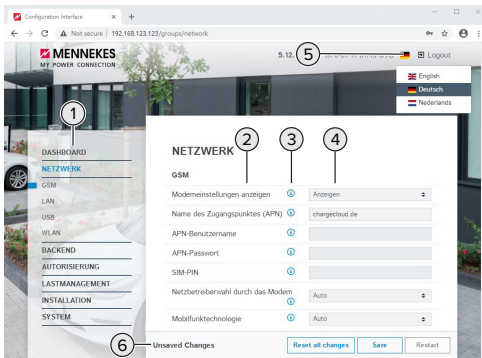 Configuration Interface
Not secure | 192.168.123.123/groups/network
MENNEKES
MY POWER CONNECTION
5.12.
5
Logout
English
Deutsch
Nederlands
1
DASHBOARD
NETZWERK
GSM
LAN
USB
WLAN
BACKEND
AUTORISIERUNG
LASTMANAGEMENT
INSTALLATION
SYSTEM
NETZWERK
2
3
4
GSM
Modemeinstellungen anzeigen Anzeigen
Name des Zugangspunktes (APN) chargecloud.de
APN-Benutzername
APN-Passwort
SIM-PIN
Netzbetreiberwahl durch das Modem Auto
Mobilfunktechnologie Auto
6
Unsaved Changes Reset all changes Save Restart